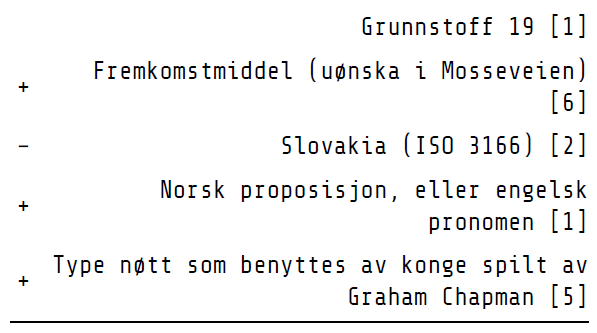 Grunnstoff 19 [1]
+ Fremkomstmiddel (uønska i Mosseveien)
[6]
− Slovakia (ISO 3166) [2]
+ Norsk proposisjon, eller engelsk
pronomen [1]
+ Type nøtt som benyttes av konge spilt av
Graham Chapman [5]